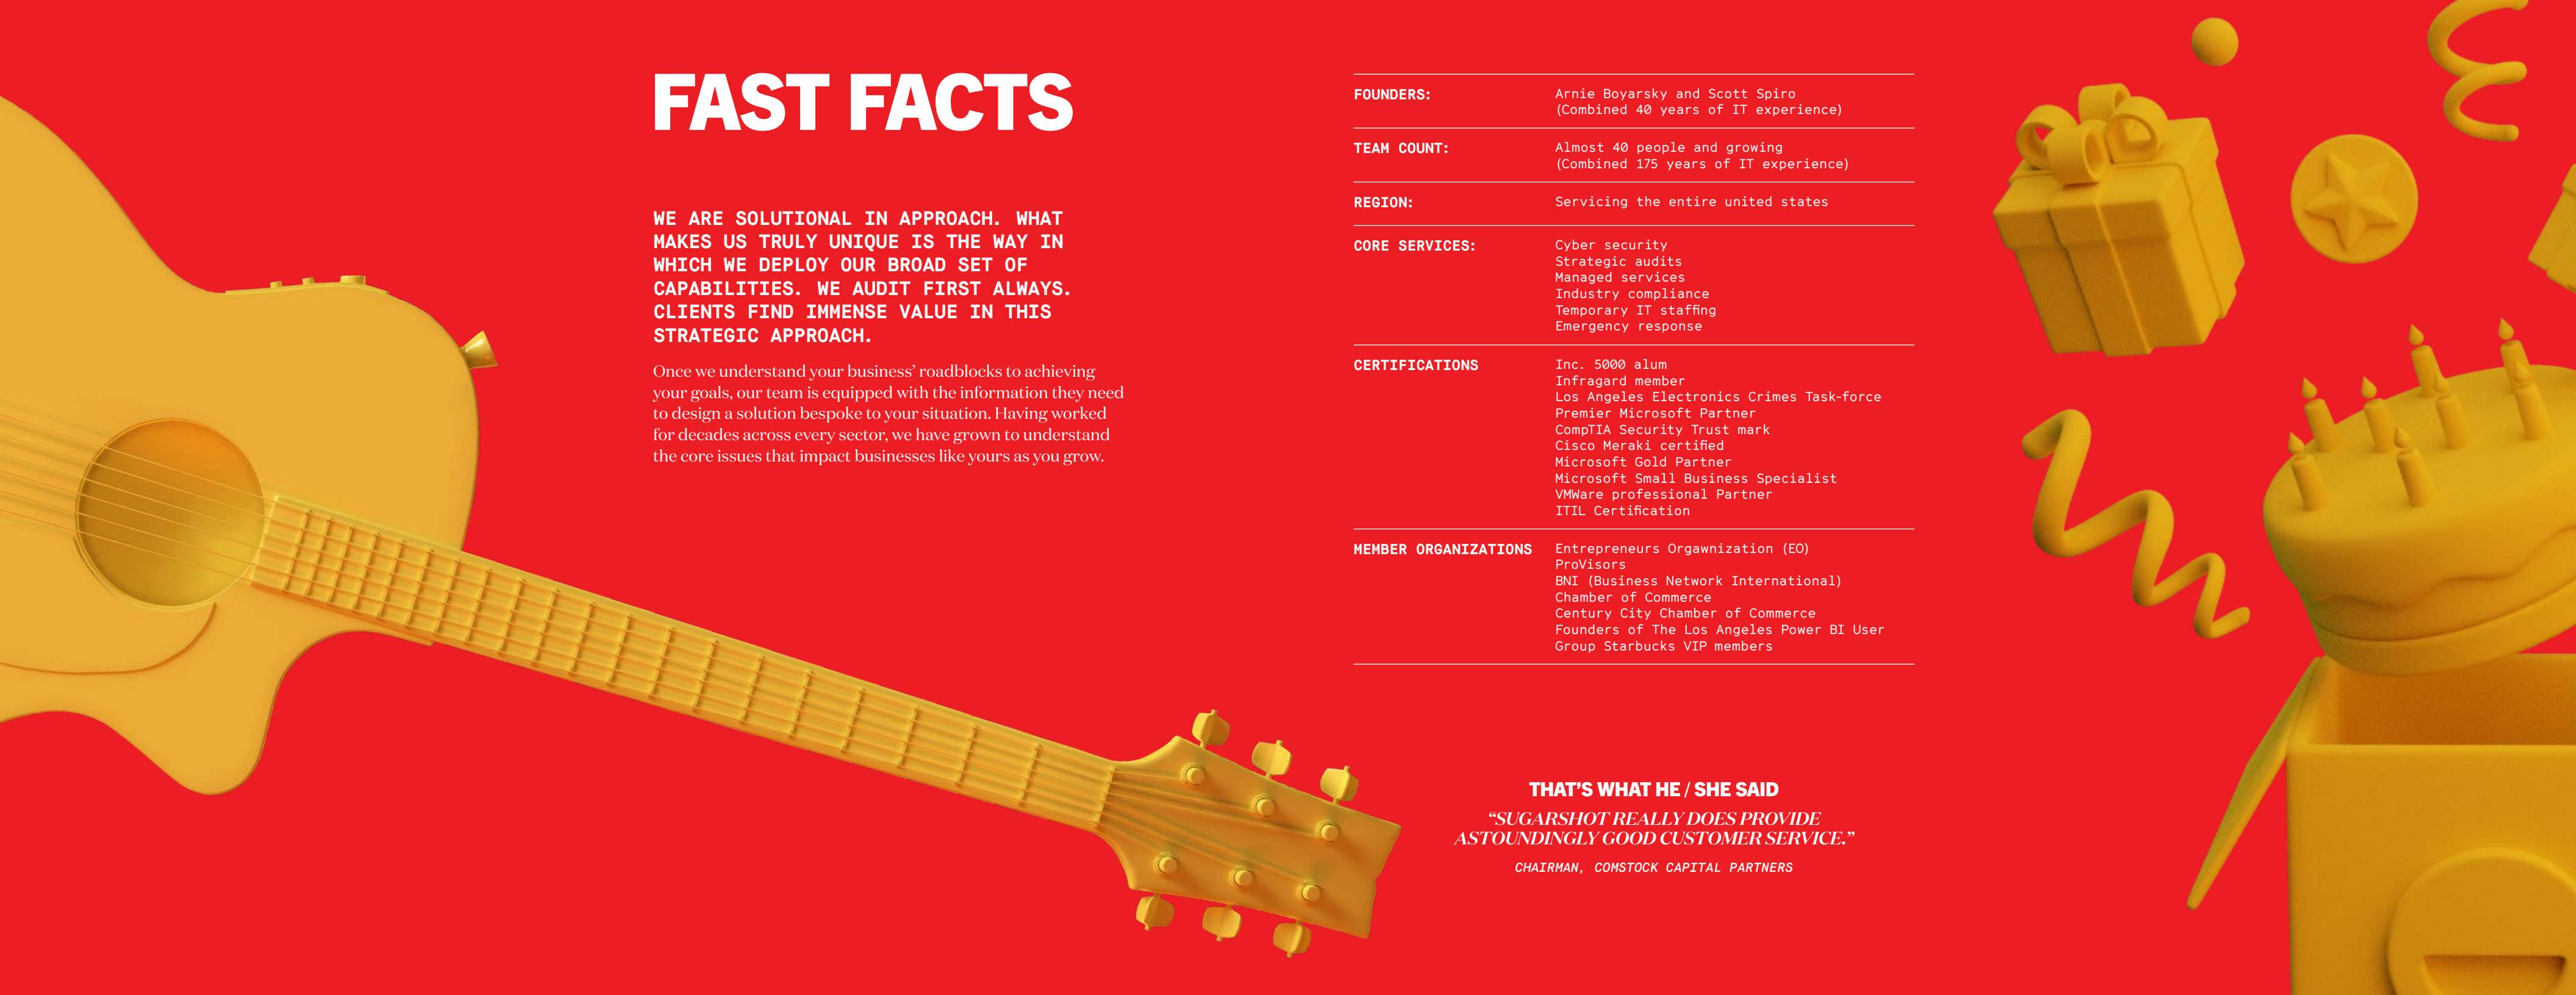 FAST FACTS
WE ARE SOLUTIONAL IN APPROACH. WHAT
MAKES US TRULY UNIQUE IS THE WAY IN
WHICH WE DEPLOY OUR BROAD SET OF
CAPABILITIES. WE AUDIT FIRST ALWAYS.
CLIENTS FIND IMMENSE VALUE IN THIS
STRATEGIC APPROACH.
Once we understand your business’ roadblocks to achieving
your goals, our team is equipped with the information they need
to design a solution bespoke to your situation. Having worked
for decades across every sector, we have grown to understand
the core issues that impact businesses like yours as you grow.
FOUNDERS: Arnie Boyarsky and Scott Spiro
(Combined 40 years of IT experience)
TEAM COUNT: Almost 40 people and growing
(Combined 175 years of IT experience)
REGION: Servicing the entire united states
CORE SERVICES: Cyber security
Strategic audits
Managed services
Industry compliance
Temporary IT staffing
Emergency response
CERTIFICATIONS Inc. 5000 alum
Infragard member
Los Angeles Electronics Crimes Task-force
Premier Microsoft Partner
CompTIA Security Trust mark
Cisco Meraki certified
Microsoft Gold Partner
Microsoft Small Business Specialist
VMWare professional Partner
ITIL Certification
MEMBER ORGANIZATIONS Entrepreneurs Orgawnization (EO)
ProVisors
BNI (Business Network International)
Chamber of Commerce
Century City Chamber of Commerce
Founders of The Los Angeles Power BI User
Group Starbucks VIP members
THAT’S WHAT HE / SHE SAID
“SUGARSHOT REALLY DOES PROVIDE
ASTOUNDINGLY GOOD CUSTOMER SERVICE.”
CHAIRMAN, COMSTOCK CAPITAL PARTNERS